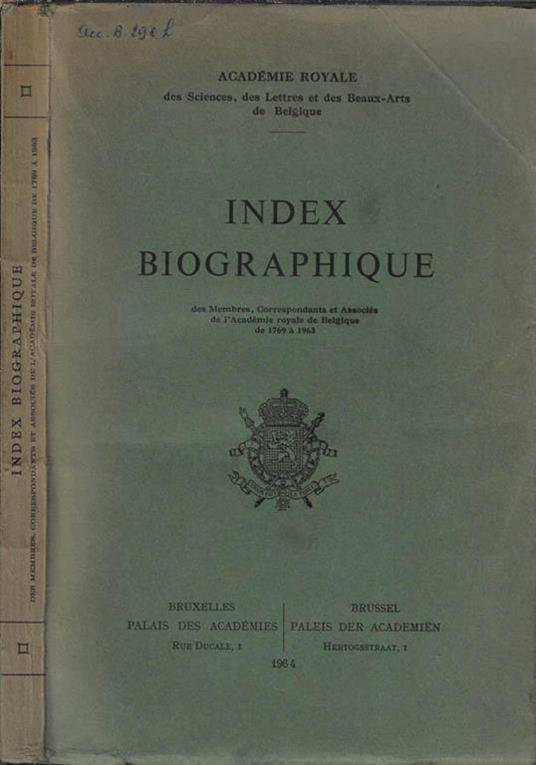 Acc. B. 298 L
ACADÉMIE ROYALE
des Sciences, des Lettres et des Beaux-Arts
de Belgique
INDEX
BIOGRAPHIQUE
des Membres, Correspondants et Associés
de l'Académie royale de Belgique
de 1769 à 1963
BRUXELLES
PALAIS DES ACADÉMIES
RUE DUCALE, 1
BRUSSEL
PALEIS DER ACADEMIËN
HERTOGSSTRAAT, 1
1964
INDEX BIOGRAPHIQUE
DES MEMBRES, CORRESPONDANTS ET ASSOCIÉS DE L'ACADÉMIE ROYALE DE BELGIQUE DE 1769 À 1963